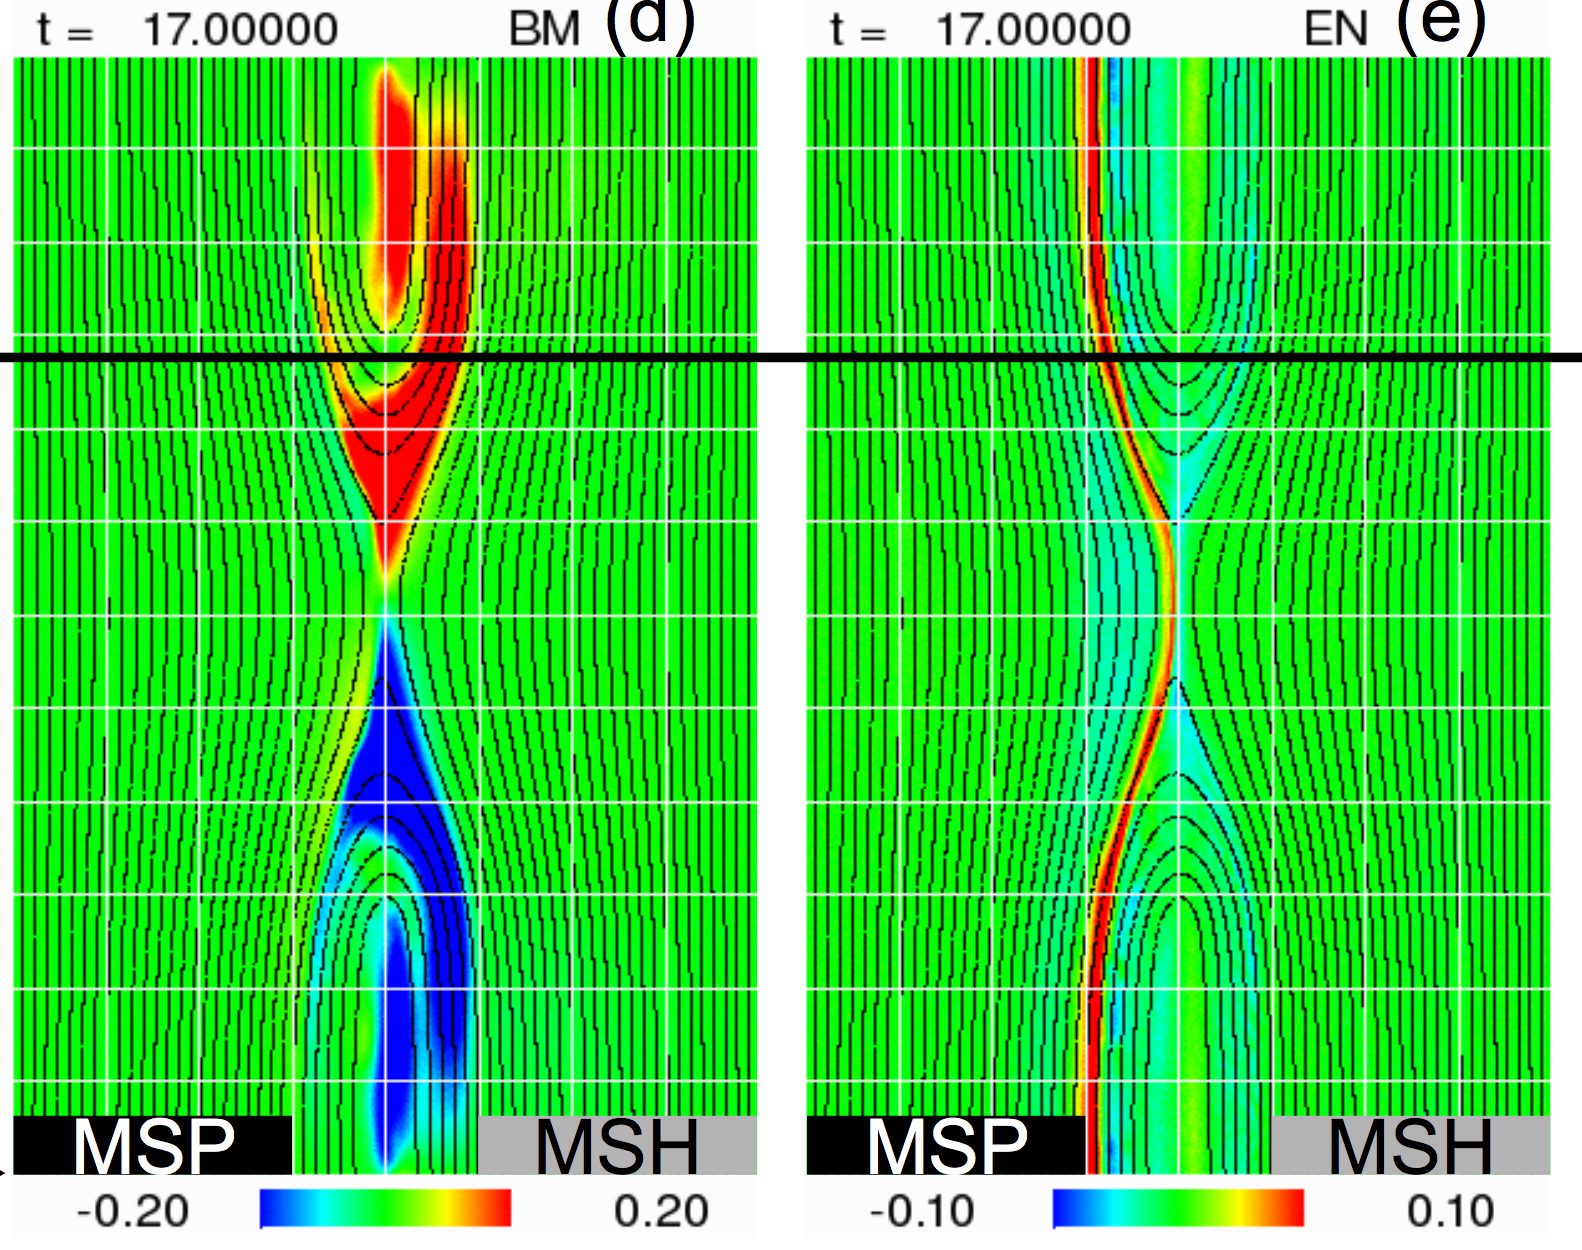 t = 17.00000 BM (d) t = 17.00000 EN (e)
MSP MSH MSP MSH
-0.20 0.20 -0.10 0.10